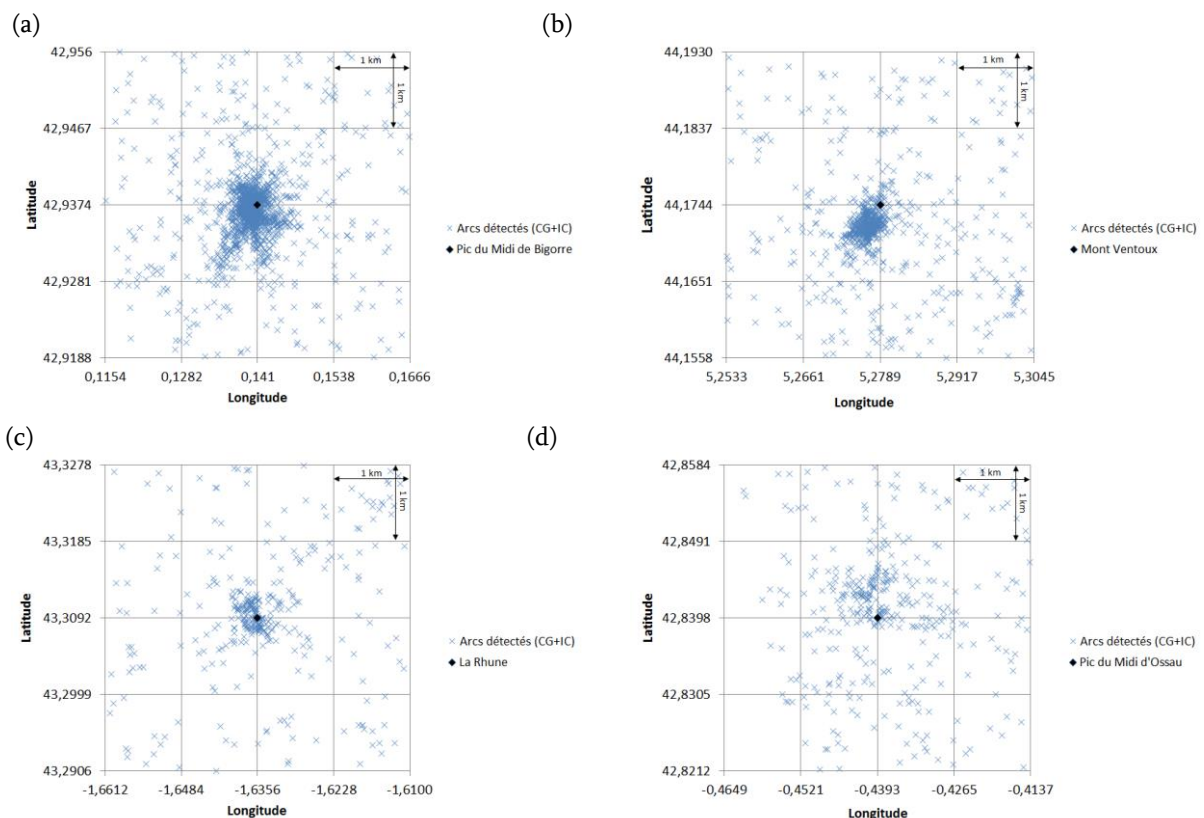 (a)
42,956
1 km
1 km
42,9467
Latitude
42,9374
Arcs détectés (CG+IC)
Pic du Midi de Bigorre
42,9281
42,9188
0,1154 0,1282 0,141 0,1538 0,1666
Longitude
(b)
44,1930
1 km
1 km
44,1837
Latitude
44,1744
Arcs détectés (CG+IC)
Mont Ventoux
44,1651
44,1558
5,2533 5,2661 5,2789 5,2917 5,3045
Longitude
(c)
43,3278
1 km
1 km
43,3185
Latitude
43,3092
Arcs détectés (CG+IC)
La Rhune
43,2999
43,2906
-1,6612 -1,6484 -1,6356 -1,6228 -1,6100
Longitude
(d)
42,8584
1 km
1 km
42,8491
Latitude
42,8398
Arcs détectés (CG+IC)
Pic du Midi d'Ossau
42,8305
42,8212
-0,4649 -0,4521 -0,4393 -0,4265 -0,4137
Longitude